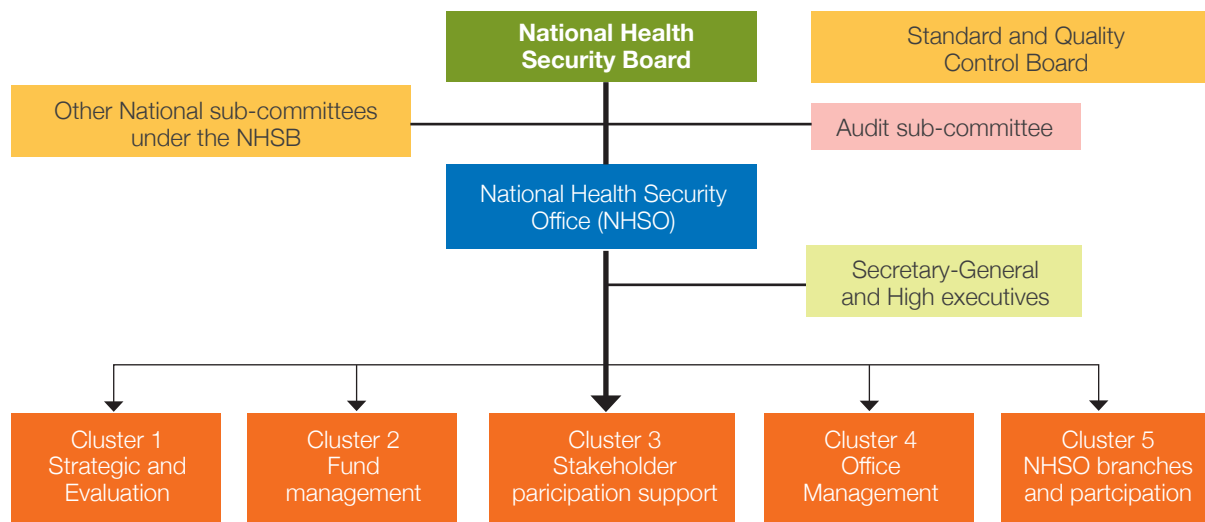 National Health
Security Board
Standard and Quality
Control Board
Other National sub-committees
under the NHSB
Audit sub-committee
National Health Security
Office (NHSO)
Secretary-General
and High executives
Cluster 1
Strategic and
Evaluation
Cluster 2
Fund
management
Cluster 3
Stakeholder
paricipation support
Cluster 4
Office
Management
Cluster 5
NHSO branches
and partcipation